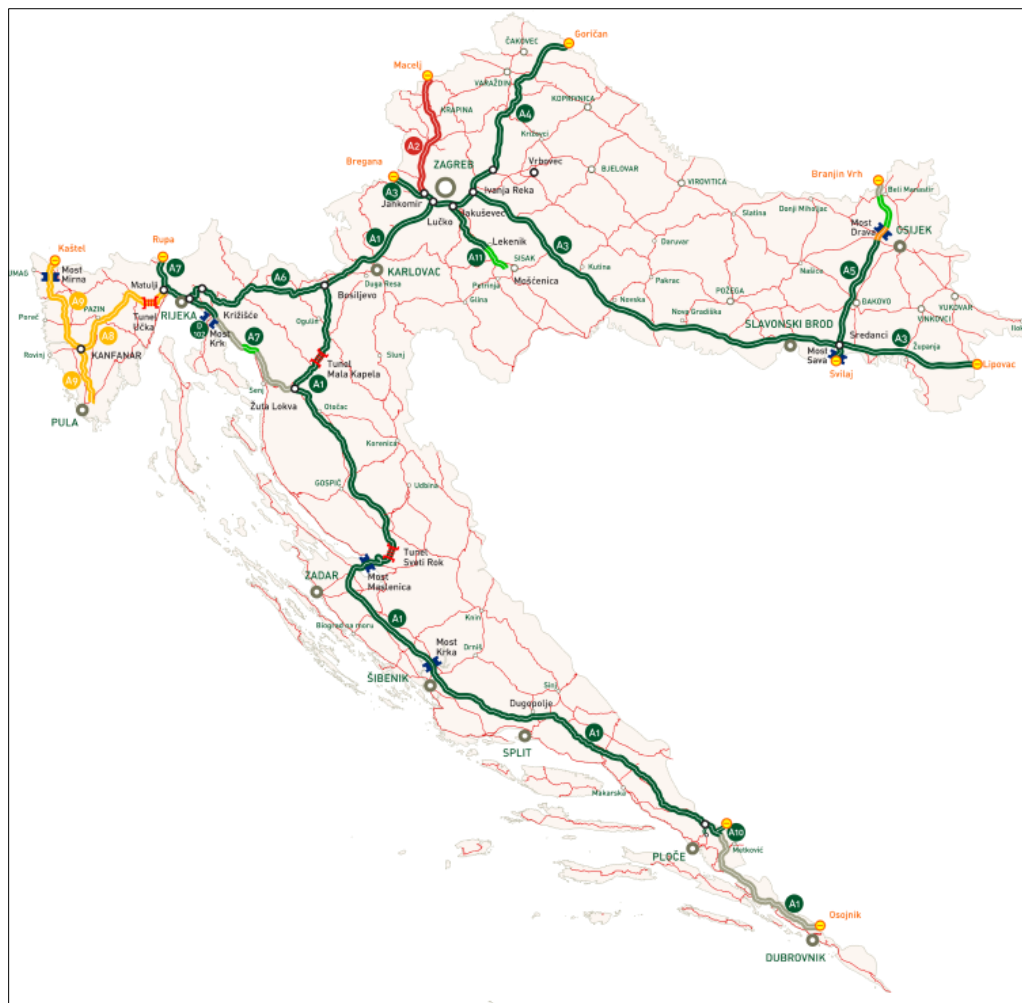 Goričan
ČAKOVEC
Macelj
VARAŽDIN
KOPRIVNICA
KRAPINA
A4
Križevci
A2
ZAGREB
Vrbovec
BJELOVAR
Bregana
VIROVITICA
Branjin Vrh
A3
Ivanja Reka
Beli Manastir
Jankomir
Jakuševec
Slatina
Donji Miholjac
Lučko
Most
Drava
OSIJEK
Kaštel
Rupa
A1
Lekenik
A3
Daruvar
UMAG
Most
Mirna
A7
A6
KARLOVAC
A11
SISAK
Kutina
Našice
A5
Matulji
Duga Resa
Petrinja
Mošćenica
Pakrac
A9
Bosiljevo
Glina
Novska
POŽEGA
ĐAKOVO
VUKOVAR
Poreč
PAZIN
Tunel
Učka
RIJEKA
Križišće
Nova Gradiška
VINKOVCI
Ilok
A8
D
102
Most
Krk
Ogulin
SLAVONSKI BROD
Sredanci
A3
Županja
Rovinj
KANFANAR
A7
Slunj
Most
Sava
Svilaj
Lipovac
A9
Tunel
Mala Kapela
PULA
Senj
A1
Žuta Lokva
Otočac
Korenica
GOSPIĆ
Udbina
Tunel
Sveti Rok
ZADAR
Most
Maslenica
A1
Knin
Biograd na moru
Most
Krka
Drniš
ŠIBENIK
Sinj
Dugopolje
A1
SPLIT
Makarska
A10
PLOČE
Metković
A1
Osojnik
DUBROVNIK